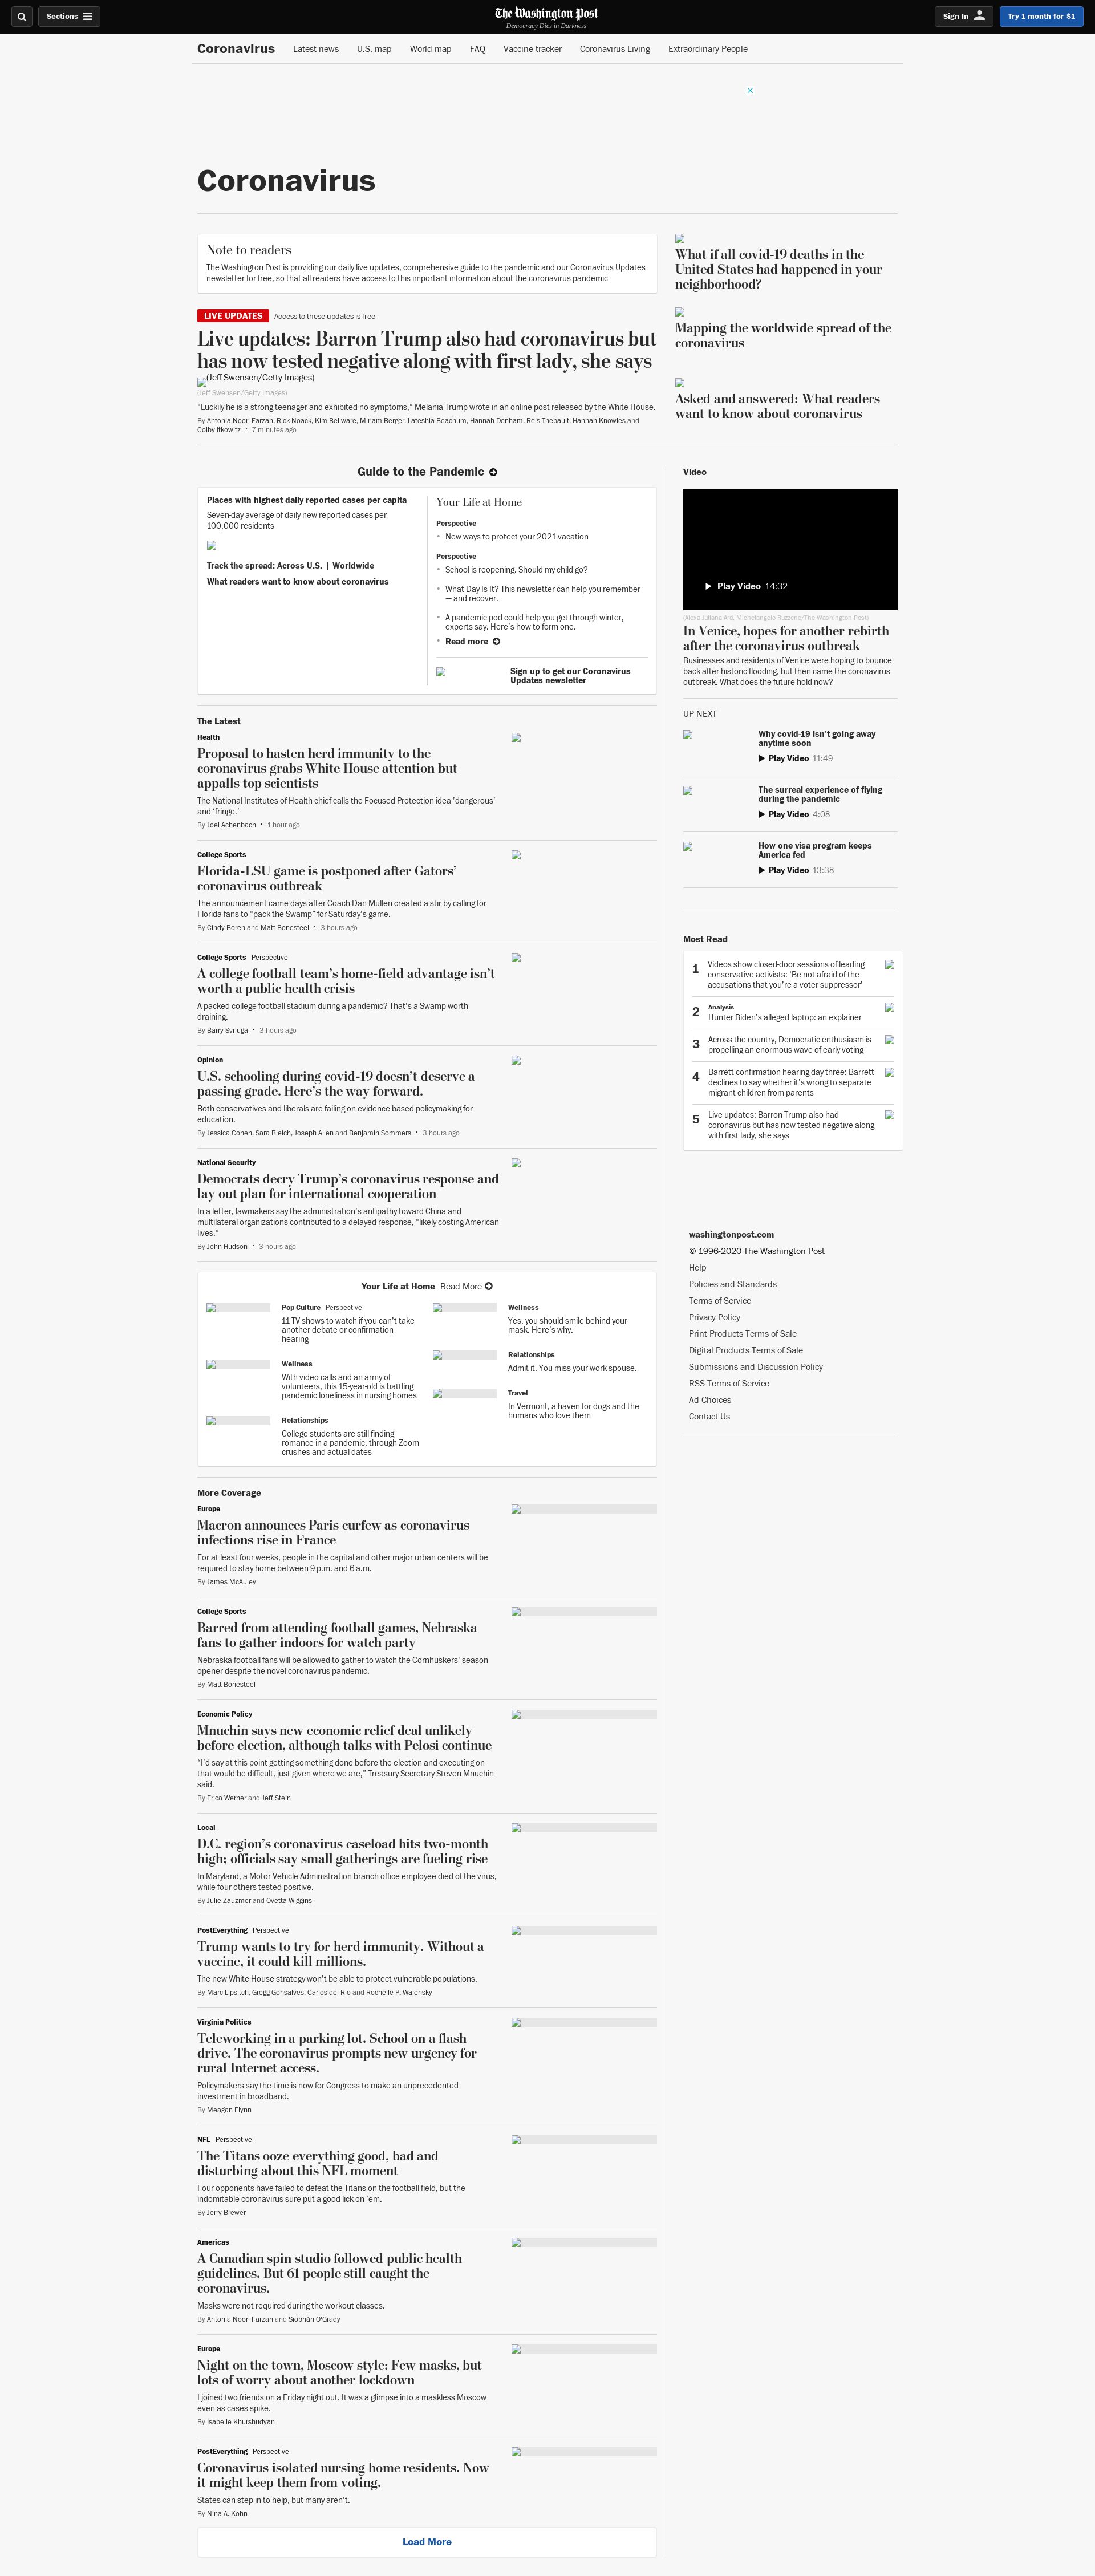 Sections
The Washington Post
Democracy Dies in Darkness
Sign In
Try 1 month for $1
Coronavirus
Latest news
U.S. map
World map
FAQ
Vaccine tracker
Coronavirus Living
Extraordinary People
Coronavirus
Note to readers
The Washington Post is providing our daily live updates, comprehensive guide to the pandemic and our Coronavirus Updates
newsletter for free, so that all readers have access to this important information about the coronavirus pandemic
LIVE UPDATES Access to these updates is free
Live updates: Barron Trump also had coronavirus but
has now tested negative along with first lady, she says
(Jeff Swensen/Getty Images)
(Jeff Swensen/Getty Images)
“Luckily he is a strong teenager and exhibited no symptoms,” Melania Trump wrote in an online post released by the White House.
By Antonia Noori Farzan, Rick Noack, Kim Bellware, Miriam Berger, Lateshia Beachum, Hannah Denham, Reis Thebault, Hannah Knowles and
Colby Itkowitz • 7 minutes ago
What if all covid-19 deaths in the
United States had happened in your
neighborhood?
Mapping the worldwide spread of the
coronavirus
Asked and answered: What readers
want to know about coronavirus
Guide to the Pandemic
Places with highest daily reported cases per capita
Seven-day average of daily new reported cases per
100,000 residents
Track the spread: Across U.S. | Worldwide
What readers want to know about coronavirus
Your Life at Home
Perspective
• New ways to protect your 2021 vacation
Perspective
• School is reopening. Should my child go?
• What Day Is It? This newsletter can help you remember
— and recover.
• A pandemic pod could help you get through winter,
experts say. Here’s how to form one.
• Read more
Sign up to get our Coronavirus
Updates newsletter
The Latest
Health
Proposal to hasten herd immunity to the
coronavirus grabs White House attention but
appalls top scientists
The National Institutes of Health chief calls the Focused Protection idea ‘dangerous’
and ‘fringe.’
By Joel Achenbach • 1 hour ago
College Sports
Florida-LSU game is postponed after Gators’
coronavirus outbreak
The announcement came days after Coach Dan Mullen created a stir by calling for
Florida fans to “pack the Swamp” for Saturday's game.
By Cindy Boren and Matt Bonesteel • 3 hours ago
College Sports Perspective
A college football team’s home-field advantage isn’t
worth a public health crisis
A packed college football stadium during a pandemic? That's a Swamp worth
draining.
By Barry Svrluga • 3 hours ago
Opinion
U.S. schooling during covid-19 doesn’t deserve a
passing grade. Here’s the way forward.
Both conservatives and liberals are failing on evidence-based policymaking for
education.
By Jessica Cohen, Sara Bleich, Joseph Allen and Benjamin Sommers • 3 hours ago
National Security
Democrats decry Trump’s coronavirus response and
lay out plan for international cooperation
In a letter, lawmakers say the administration's antipathy toward China and
multilateral organizations contributed to a delayed response, “likely costing American
lives.”
By John Hudson • 3 hours ago
Your Life at Home Read More
Pop Culture Perspective
11 TV shows to watch if you can’t take
another debate or confirmation
hearing
Wellness
With video calls and an army of
volunteers, this 15-year-old is battling
pandemic loneliness in nursing homes
Relationships
College students are still finding
romance in a pandemic, through Zoom
crushes and actual dates
Wellness
Yes, you should smile behind your
mask. Here’s why.
Relationships
Admit it. You miss your work spouse.
Travel
In Vermont, a haven for dogs and the
humans who love them
More Coverage
Europe
Macron announces Paris curfew as coronavirus
infections rise in France
For at least four weeks, people in the capital and other major urban centers will be
required to stay home between 9 p.m. and 6 a.m.
By James McAuley
College Sports
Barred from attending football games, Nebraska
fans to gather indoors for watch party
Nebraska football fans will be allowed to gather to watch the Cornhuskers' season
opener despite the novel coronavirus pandemic.
By Matt Bonesteel
Economic Policy
Mnuchin says new economic relief deal unlikely
before election, although talks with Pelosi continue
“I’d say at this point getting something done before the election and executing on
that would be difficult, just given where we are,” Treasury Secretary Steven Mnuchin
said.
By Erica Werner and Jeff Stein
Local
D.C. region’s coronavirus caseload hits two-month
high; officials say small gatherings are fueling rise
In Maryland, a Motor Vehicle Administration branch office employee died of the virus,
while four others tested positive.
By Julie Zauzmer and Ovetta Wiggins
PostEverything Perspective
Trump wants to try for herd immunity. Without a
vaccine, it could kill millions.
The new White House strategy won’t be able to protect vulnerable populations.
By Marc Lipsitch, Gregg Gonsalves, Carlos del Rio and Rochelle P. Walensky
Virginia Politics
Teleworking in a parking lot. School on a flash
drive. The coronavirus prompts new urgency for
rural Internet access.
Policymakers say the time is now for Congress to make an unprecedented
investment in broadband.
By Meagan Flynn
NFL Perspective
The Titans ooze everything good, bad and
disturbing about this NFL moment
Four opponents have failed to defeat the Titans on the football field, but the
indomitable coronavirus sure put a good lick on ’em.
By Jerry Brewer
Americas
A Canadian spin studio followed public health
guidelines. But 61 people still caught the
coronavirus.
Masks were not required during the workout classes.
By Antonia Noori Farzan and Siobhán O'Grady
Europe
Night on the town, Moscow style: Few masks, but
lots of worry about another lockdown
I joined two friends on a Friday night out. It was a glimpse into a maskless Moscow
even as cases spike.
By Isabelle Khurshudyan
PostEverything Perspective
Coronavirus isolated nursing home residents. Now
it might keep them from voting.
States can step in to help, but many aren't.
By Nina A. Kohn
Load More
Video
Play Video 14:32
(Alexa Juliana Ard, Michelangelo Ruzzene/The Washington Post)
In Venice, hopes for another rebirth
after the coronavirus outbreak
Businesses and residents of Venice were hoping to bounce
back after historic flooding, but then came the coronavirus
outbreak. What does the future hold now?
UP NEXT
Why covid-19 isn’t going away
anytime soon
Play Video 11:49
The surreal experience of flying
during the pandemic
Play Video 4:08
How one visa program keeps
America fed
Play Video 13:38
Most Read
1 Videos show closed-door sessions of leading
conservative activists: ‘Be not afraid of the
accusations that you’re a voter suppressor’
2 Analysis
Hunter Biden’s alleged laptop: an explainer
3 Across the country, Democratic enthusiasm is
propelling an enormous wave of early voting
4 Barrett confirmation hearing day three: Barrett
declines to say whether it’s wrong to separate
migrant children from parents
5 Live updates: Barron Trump also had
coronavirus but has now tested negative along
with first lady, she says
washingtonpost.com
© 1996-2020 The Washington Post
Help
Policies and Standards
Terms of Service
Privacy Policy
Print Products Terms of Sale
Digital Products Terms of Sale
Submissions and Discussion Policy
RSS Terms of Service
Ad Choices
Contact Us